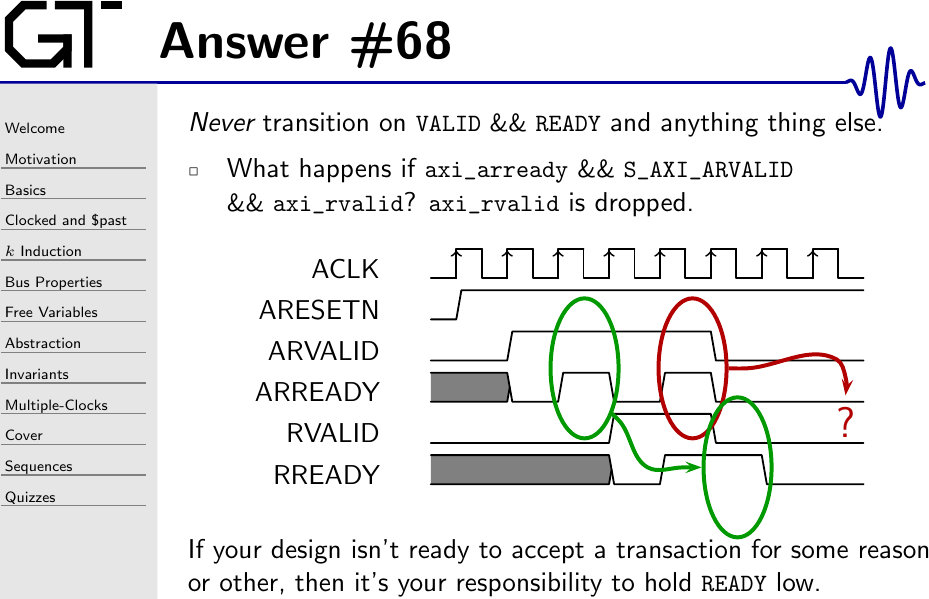 GT
Answer #68
Welcome
Motivation
Basics
Clocked and $past
k Induction
Bus Properties
Free Variables
Abstraction
Invariants
Multiple-Clocks
Cover
Sequences
Quizzes
Never transition on VALID && READY and anything thing else.
What happens if axi_arready && S_AXI_ARVALID
&& axi_rvalid? axi_rvalid is dropped.
ACLK
ARESETN
ARVALID
ARREADY
RVALID
RREADY
?
If your design isn't ready to accept a transaction for some reason
or other, then it's your responsibility to hold READY low.